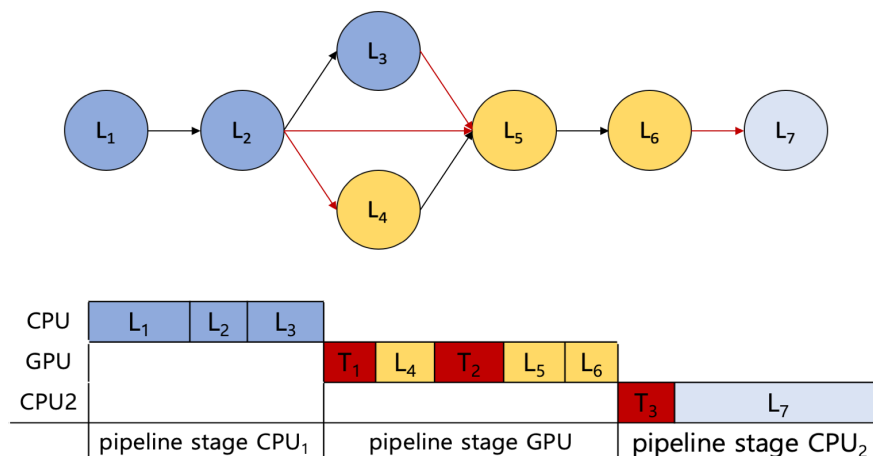 L₃
L₁ L₂ L₅ L₆ L₇
L₄
CPU L₁ L₂ L₃
GPU T₁ L₄ T₂ L₅ L₆
CPU2 T₃ L₇
pipeline stage CPU₁ pipeline stage GPU pipeline stage CPU₂